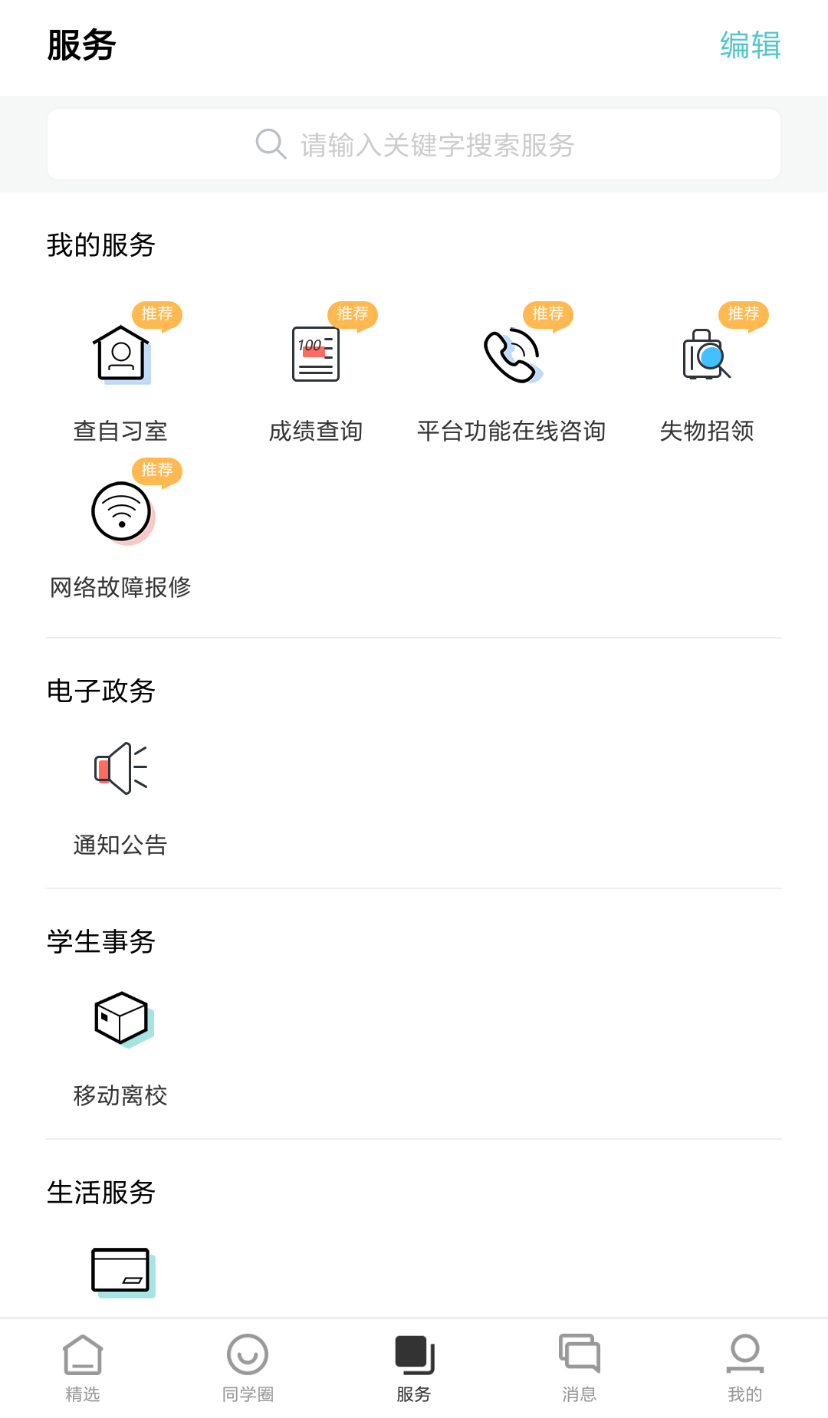 服务
编辑
请输入关键字搜索服务
我的服务
推荐
推荐
推荐
推荐
100
查自习室
成绩查询
平台功能在线咨询
失物招领
推荐
网络故障报修
电子政务
通知公告
学生事务
移动离校
生活服务
精选
同学圈
服务
消息
我的